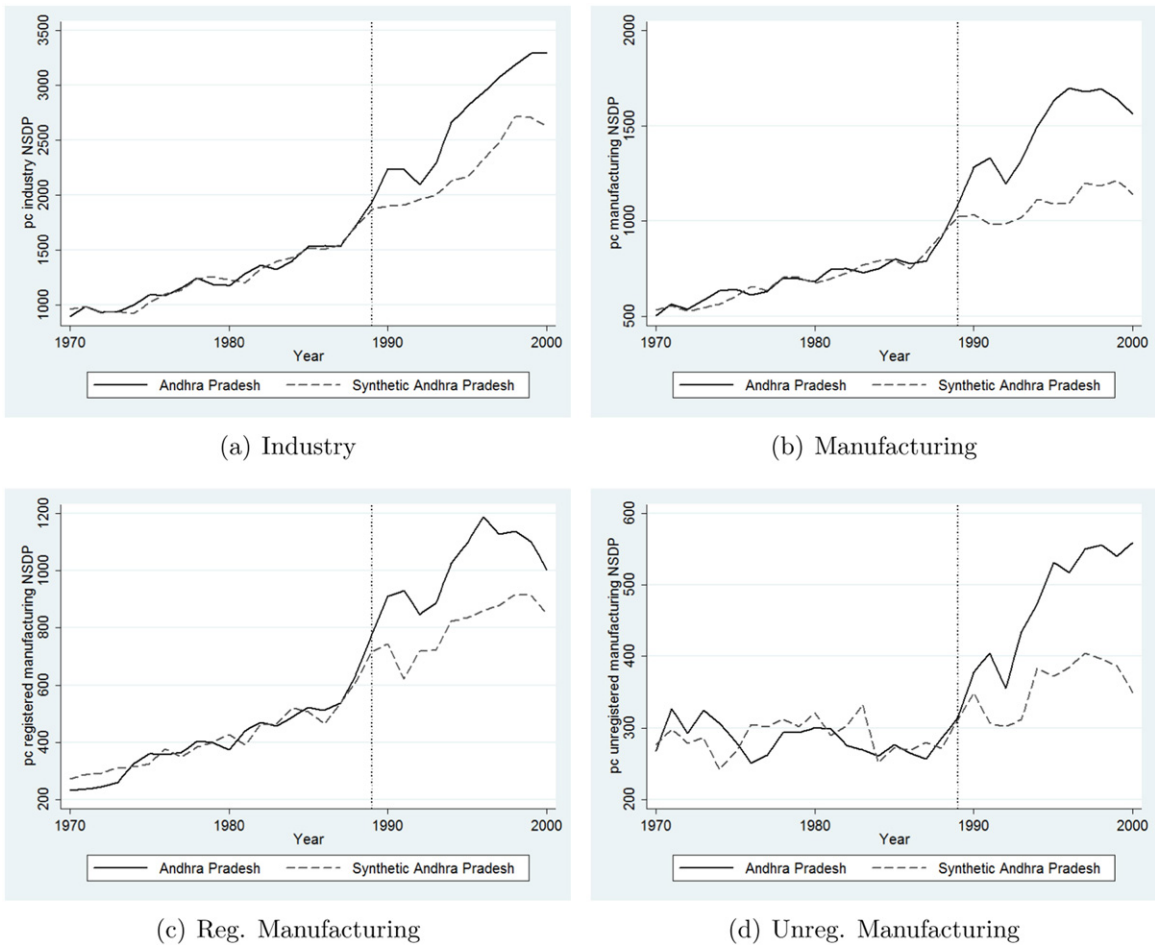 pc industry NSDP
3500
3000
2500
2000
1500
1000
1970
1980
1990
2000
Year
Andhra Pradesh
Synthetic Andhra Pradesh
(a) Industry
pc manufacturing NSDP
2000
1500
1000
500
1970
1980
1990
2000
Year
Andhra Pradesh
Synthetic Andhra Pradesh
(b) Manufacturing
pc registered manufacturing NSDP
1200
1000
800
600
400
200
1970
1980
1990
2000
Year
Andhra Pradesh
Synthetic Andhra Pradesh
(c) Reg. Manufacturing
pc unregistered manufacturing NSDP
600
500
400
300
200
1970
1980
1990
2000
Year
Andhra Pradesh
Synthetic Andhra Pradesh
(d) Unreg. Manufacturing